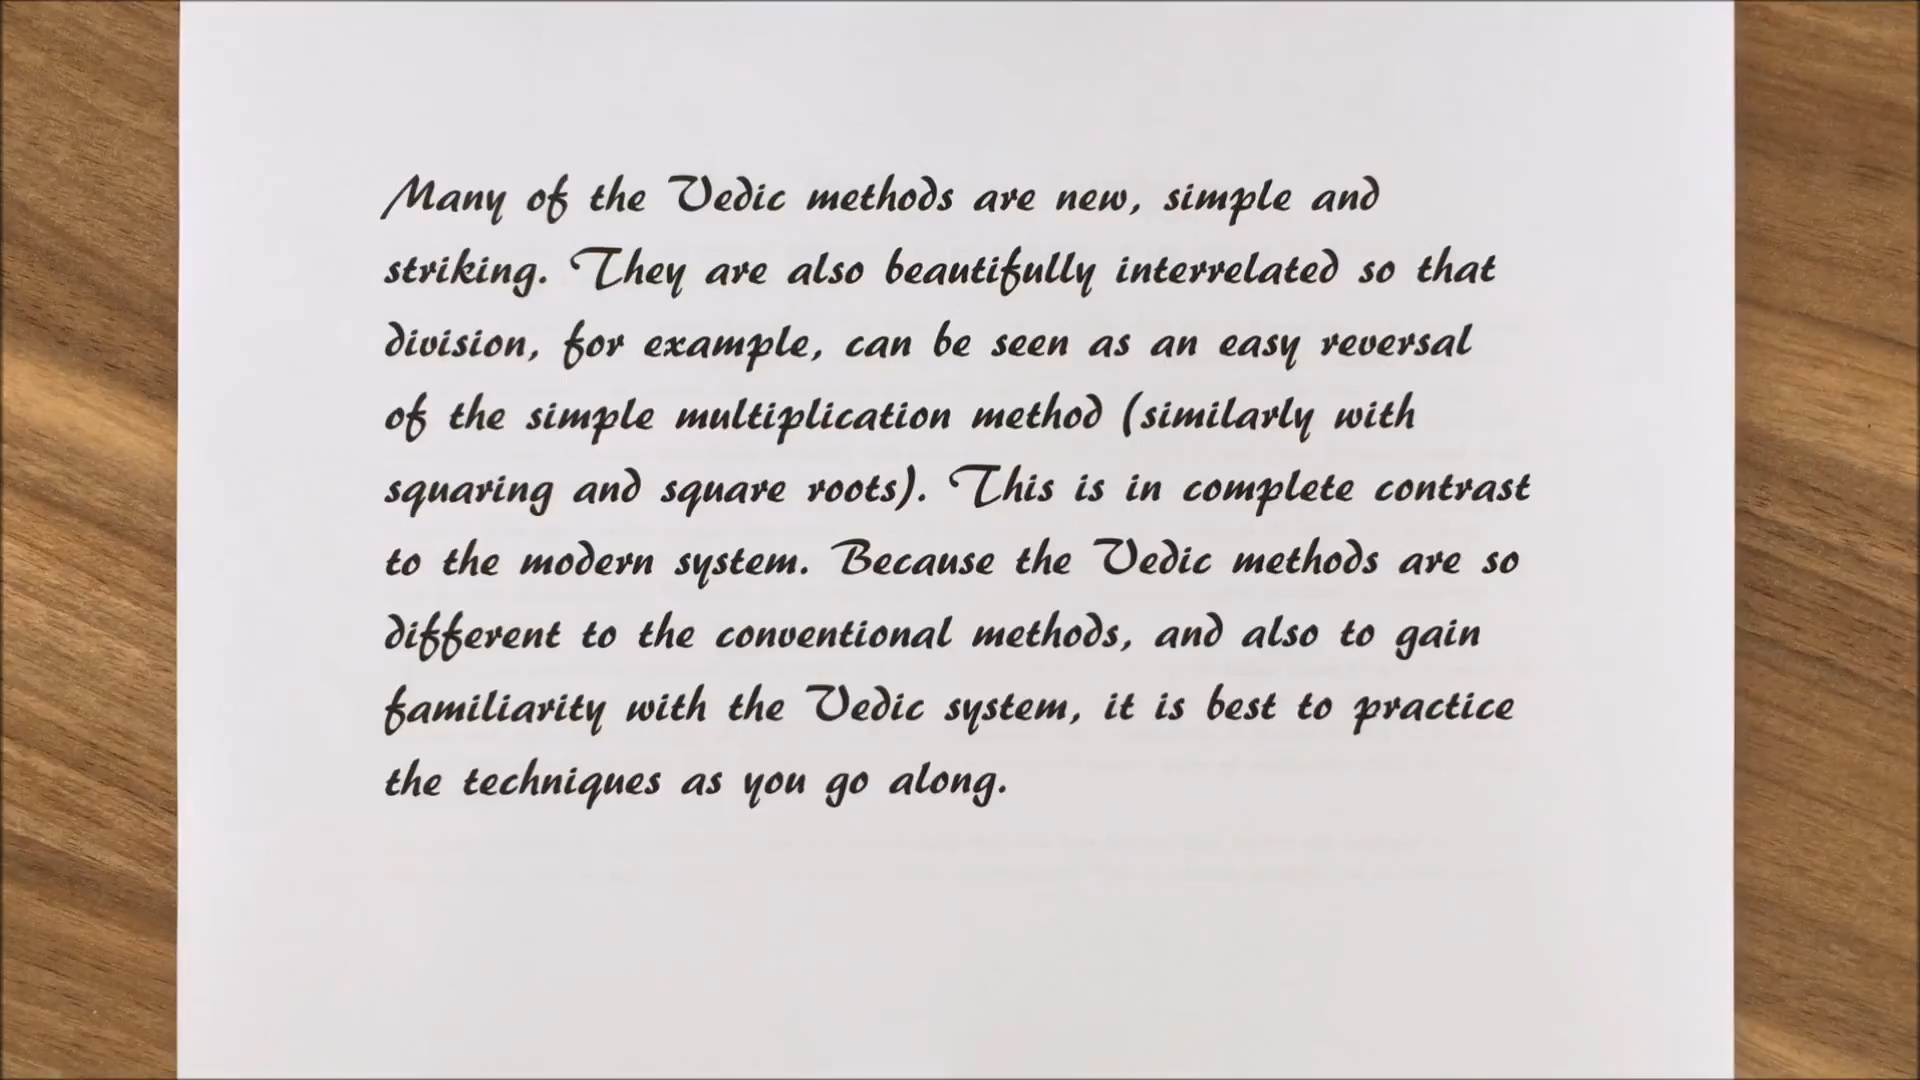 Many of the Vedic methods are new, simple and
striking. They are also beautifully interrelated so that
division, for example, can be seen as an easy reversal
of the simple multiplication method (similarly with
squaring and square roots). This is in complete contrast
to the modern system. Because the Vedic methods are so
different to the conventional methods, and also to gain
familiarity with the Vedic system, it is best to practice
the techniques as you go along.